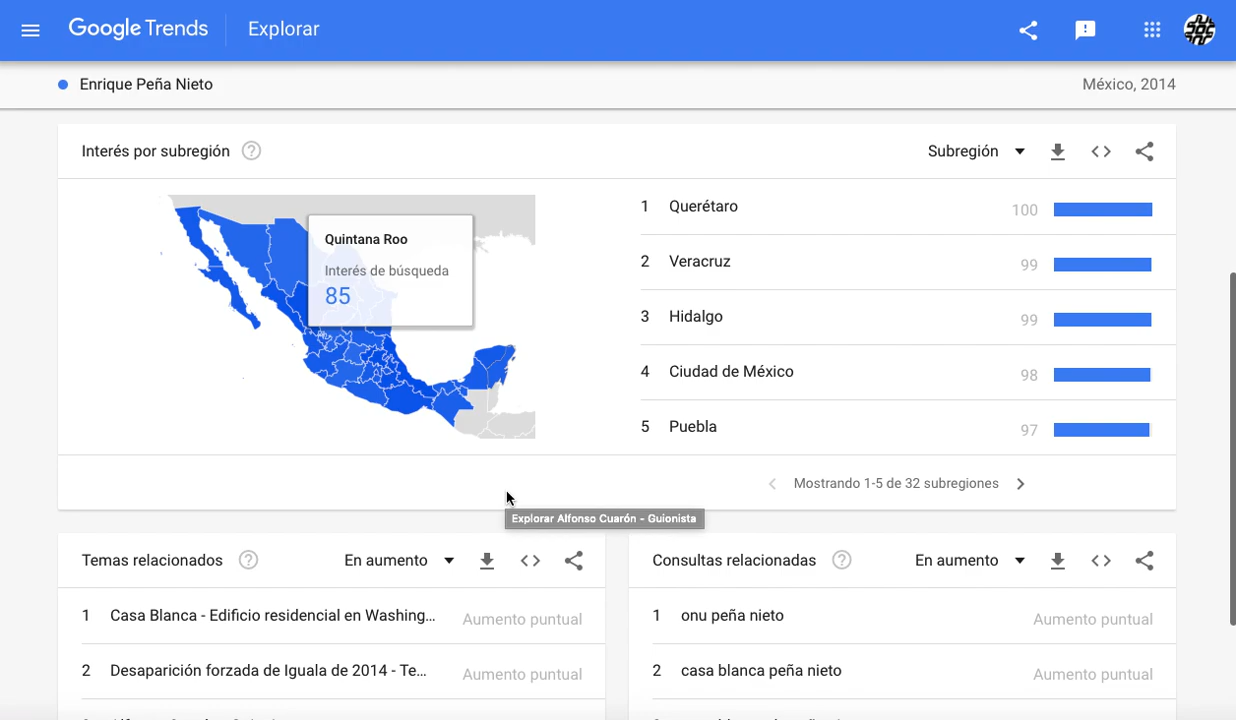 Google Trends
Explorar
Enrique Peña Nieto
México, 2014
Interés por subregión
Subregión
Quintana Roo
Interés de búsqueda
85
1 Querétaro 100
2 Veracruz 99
3 Hidalgo 99
4 Ciudad de México 98
5 Puebla 97
Mostrando 1-5 de 32 subregiones
Explorar Alfonso Cuarón - Guionista
Temas relacionados
En aumento
1 Casa Blanca - Edificio residencial en Washing... Aumento puntual
2 Desaparición forzada de Iguala de 2014 - Te... Aumento puntual
Consultas relacionadas
En aumento
1 onu peña nieto Aumento puntual
2 casa blanca peña nieto Aumento puntual